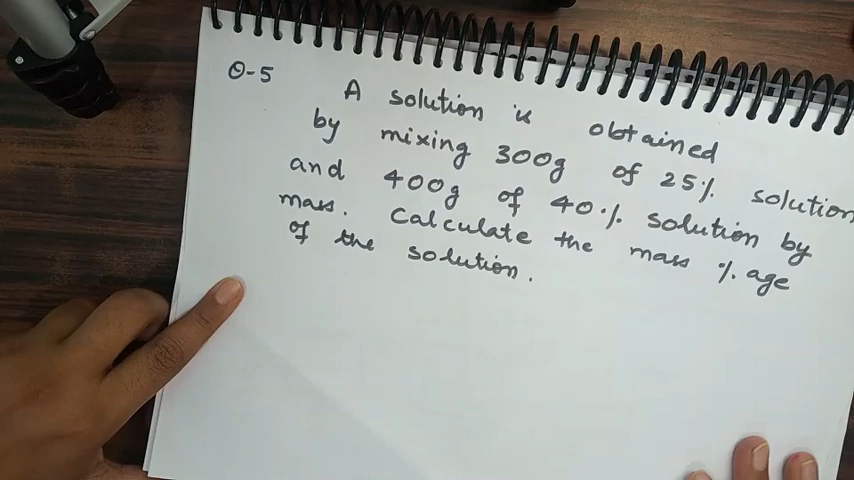 Q-5 A solution is obtained
by mixing 300g of 25% solution
and 400g of 40% solution by
mass. Calculate the mass % age
of the solution.